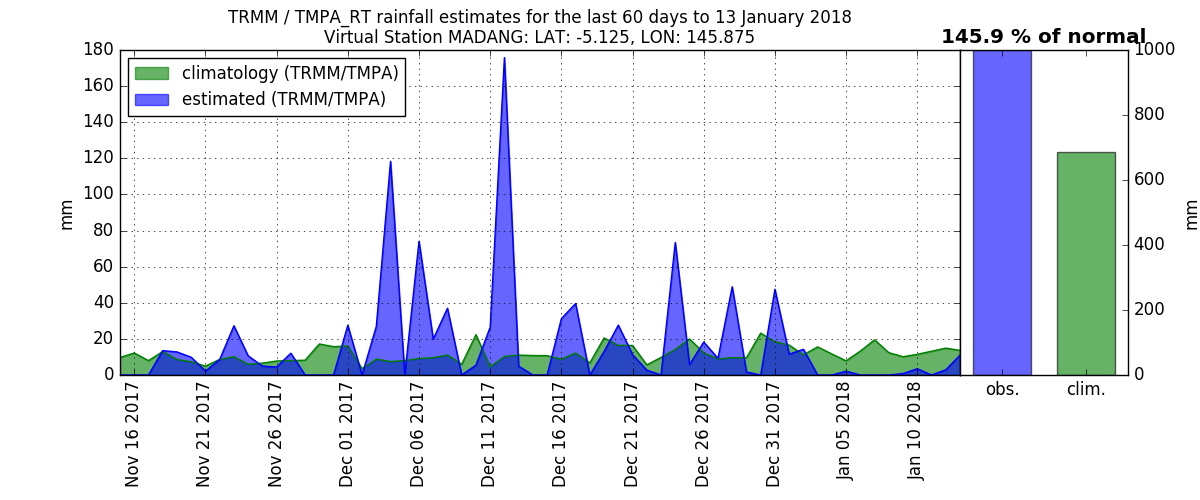 TRMM / TMPA_RT rainfall estimates for the last 60 days to 13 January 2018
Virtual Station MADANG: LAT: -5.125, LON: 145.875
145.9 % of normal
climatology (TRMM/TMPA)
estimated (TRMM/TMPA)
180
160
140
120
100
80
60
40
20
0
mm
Nov 16 2017
Nov 21 2017
Nov 26 2017
Dec 01 2017
Dec 06 2017
Dec 11 2017
Dec 16 2017
Dec 21 2017
Dec 26 2017
Dec 31 2017
Jan 05 2018
Jan 10 2018
obs.
clim.
1000
800
600
400
200
0
mm